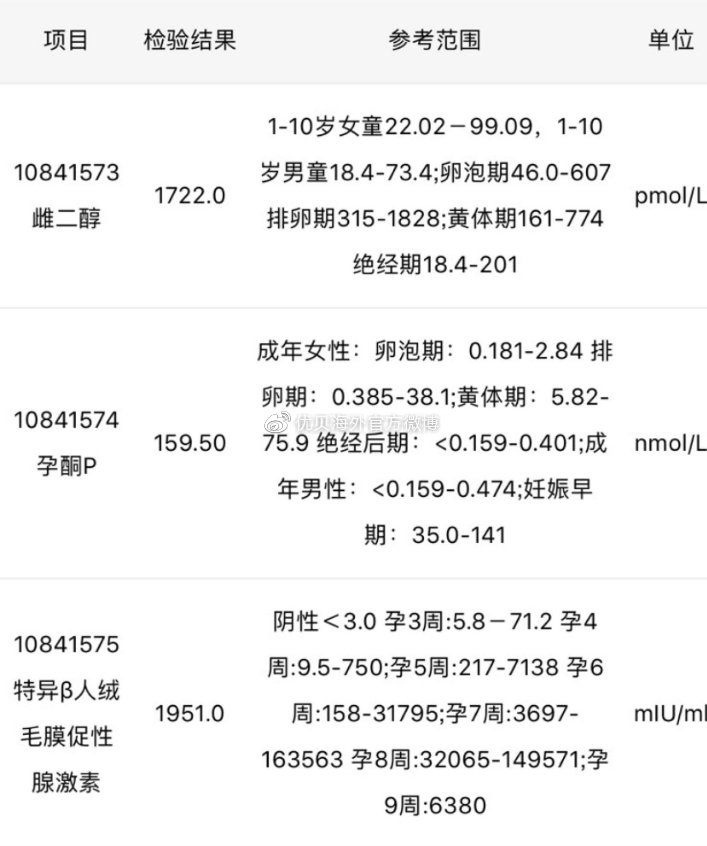 项目 检验结果 参考范围 单位
1-10岁女童22.02－99.09，1-10
10841573 岁男童18.4-73.4;卵泡期46.0-607
1722.0 pmol/L
雌二醇 排卵期315-1828;黄体期161-774
绝经期18.4-201
成年女性：卵泡期：0.181-2.84 排
卵期：0.385-38.1;黄体期：5.82-
10841574
159.50 75.9 绝经后期：<0.159-0.401;成 nmol/L
孕酮P
年男性：<0.159-0.474;妊娠早
期：35.0-141
优贝海外官方微博
阴性＜3.0 孕3周:5.8－71.2 孕4
10841575
周:9.5-750;孕5周:217-7138 孕6
特异β人绒
1951.0 周:158-31795;孕7周:3697- mIU/ml
毛膜促性
163563 孕8周:32065-149571;孕
腺激素
9周:6380